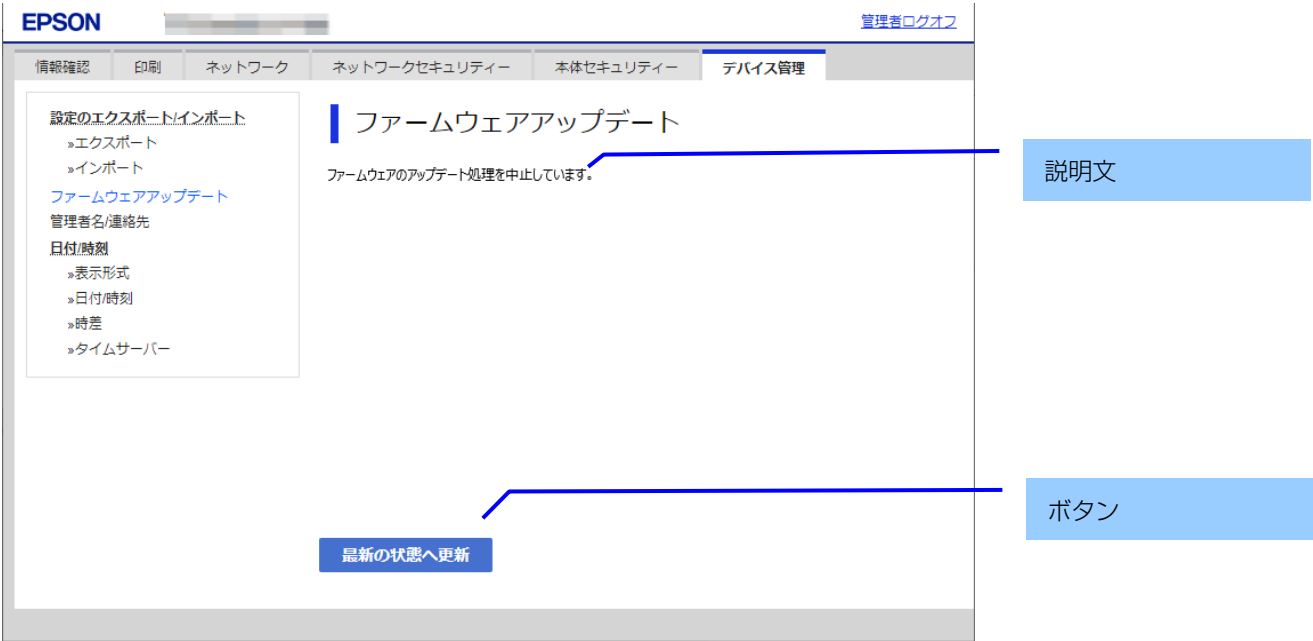 EPSON
管理者ログオフ
情報確認 印刷 ネットワーク ネットワークセキュリティー 本体セキュリティー デバイス管理
設定のエクスポート/インポート
»エクスポート
»インポート
ファームウェアアップデート
管理者名/連絡先
日付/時刻
»表示形式
»日付/時刻
»時差
»タイムサーバー
ファームウェアアップデート
ファームウェアのアップデート処理を中止しています。
説明文
ボタン
最新の状態へ更新